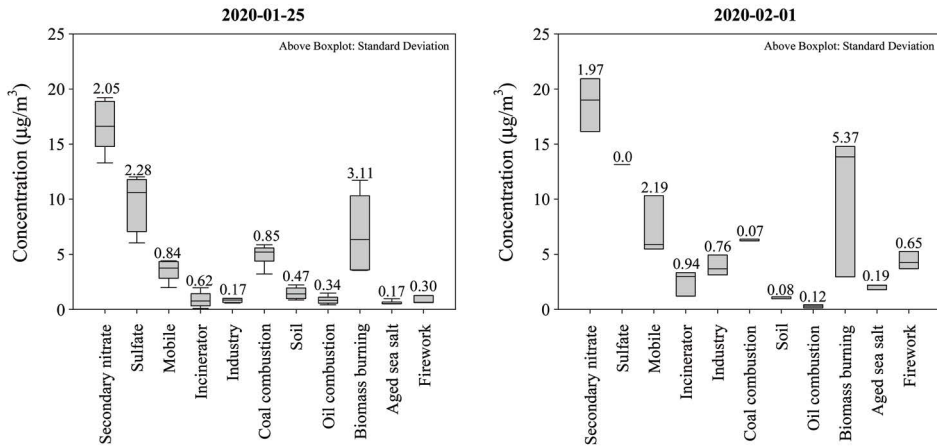 2020-01-25
Above Boxplot: Standard Deviation
Concentration (μg/m³)
25
20
15
10
5
0
2.05
2.28
0.84
0.62
0.17
0.85
0.47
0.34
3.11
0.17
0.30
Secondary nitrate
Sulfate
Mobile
Incinerator
Industry
Coal combustion
Soil
Oil combustion
Biomass burning
Aged sea salt
Firework
2020-02-01
Above Boxplot: Standard Deviation
Concentration (μg/m³)
25
20
15
10
5
0
1.97
0.0
2.19
0.94
0.76
0.07
0.08
0.12
5.37
0.19
0.65
Secondary nitrate
Sulfate
Mobile
Incinerator
Industry
Coal combustion
Soil
Oil combustion
Biomass burning
Aged sea salt
Firework